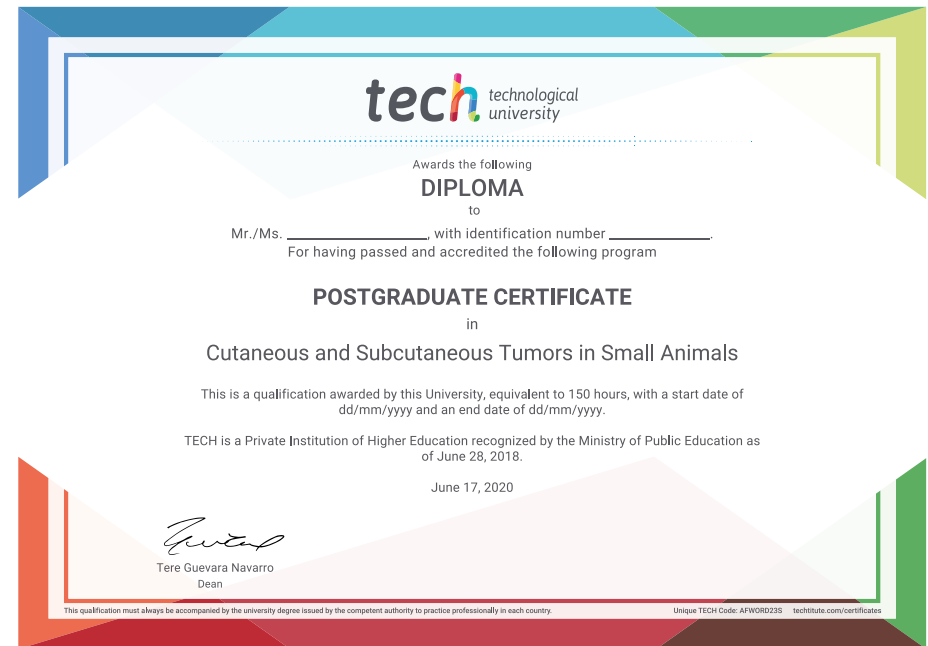 tech technological
university
Awards the following
DIPLOMA
to
Mr./Ms. ____________________, with identification number ______________.
For having passed and accredited the following program
POSTGRADUATE CERTIFICATE
in
Cutaneous and Subcutaneous Tumors in Small Animals
This is a qualification awarded by this University, equivalent to 150 hours, with a start date of
dd/mm/yyyy and an end date of dd/mm/yyyy.
TECH is a Private Institution of Higher Education recognized by the Ministry of Public Education as
of June 28, 2018.
June 17, 2020
Tere Guevara Navarro
Dean
This qualification must always be accompanied by the university degree issued by the competent authority to practice professionally in each country. Unique TECH Code: AFWORD23S techtitute.com/certificates